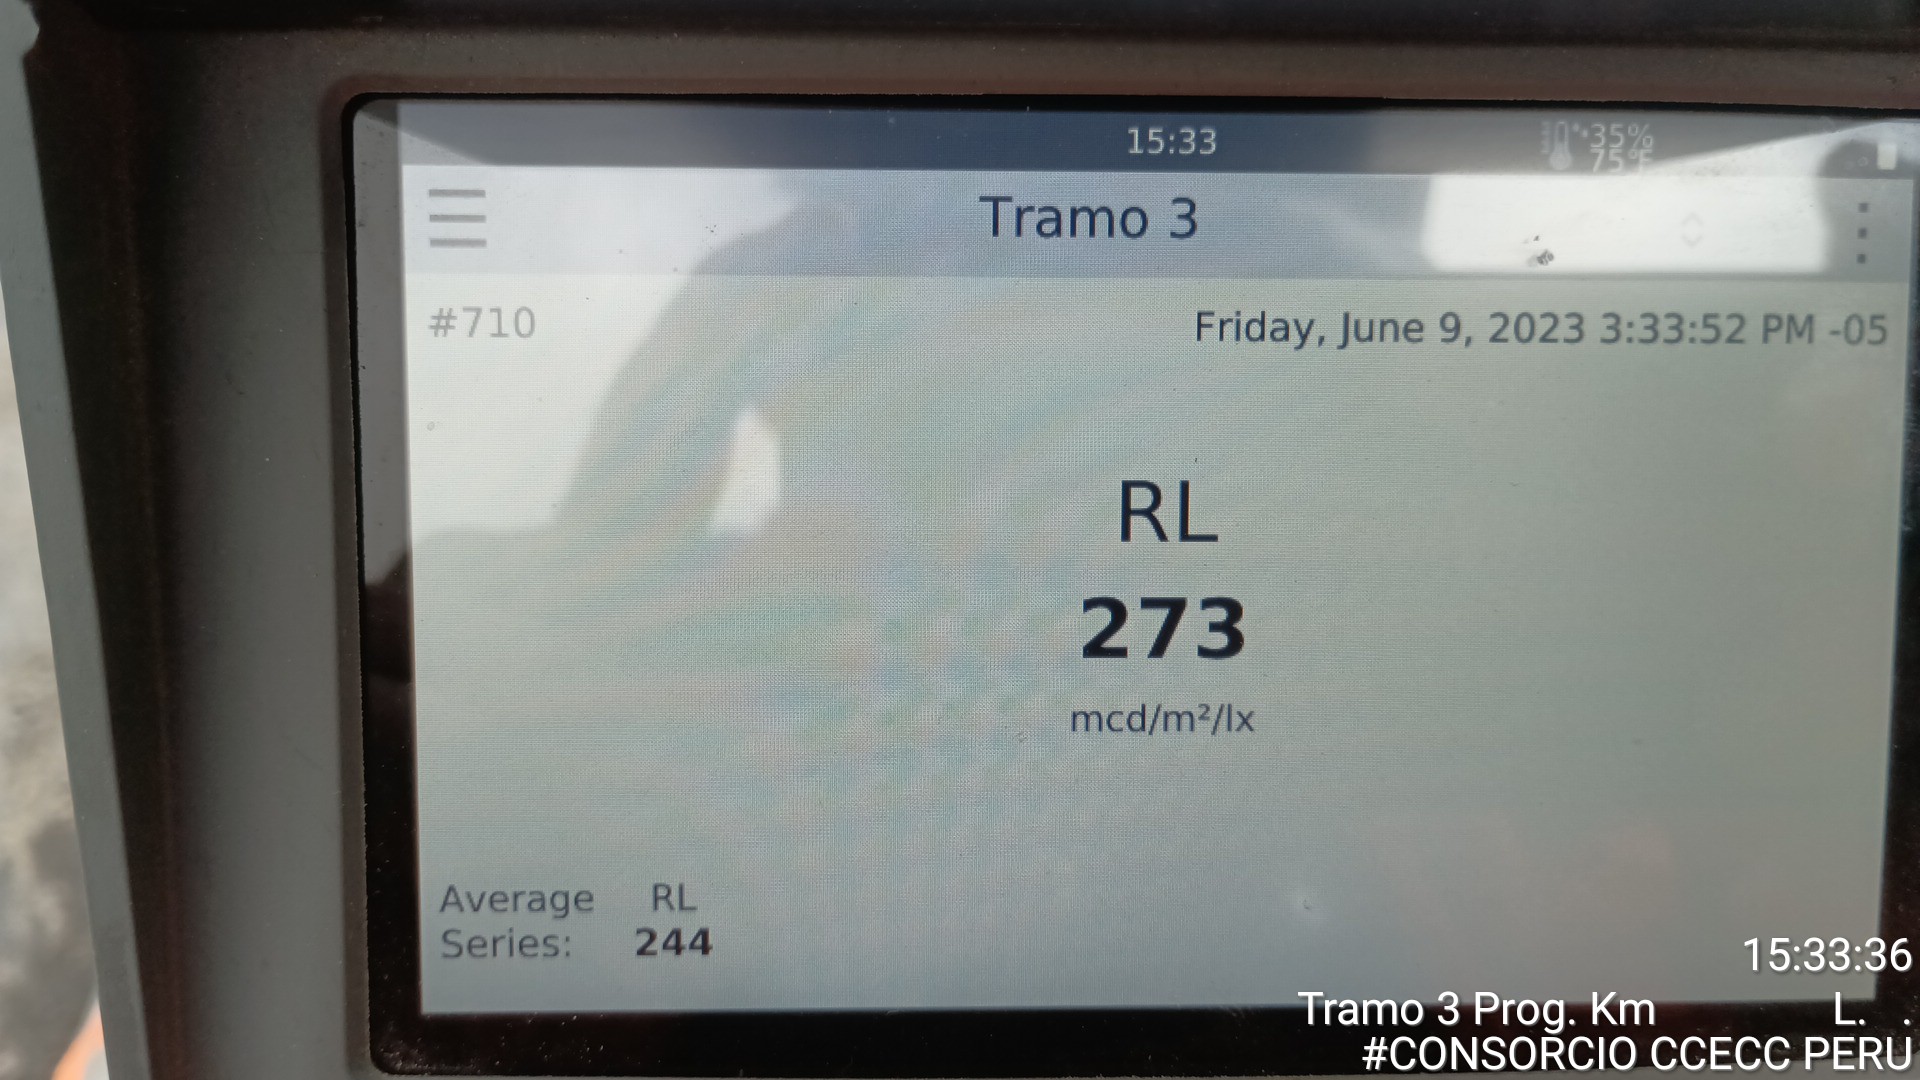 15:33
35%
75°F
Tramo 3
#710
Friday, June 9, 2023 3:33:52 PM -05
RL
273
mcd/m²/lx
Average RL
Series: 244
15:33:36
Tramo 3 Prog. Km L. .
#CONSORCIO CCECC PERU